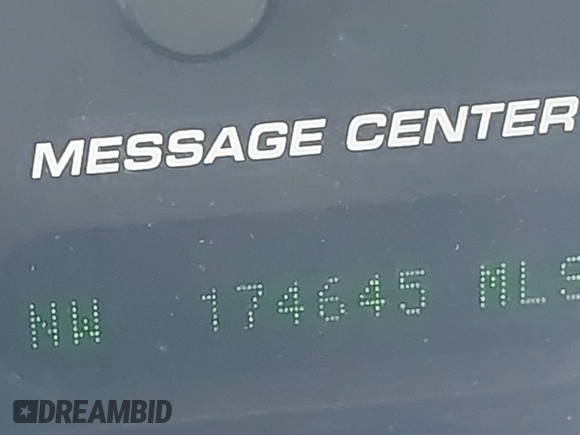 MESSAGE CENTER
NW 174645 MLS
DREAMBID